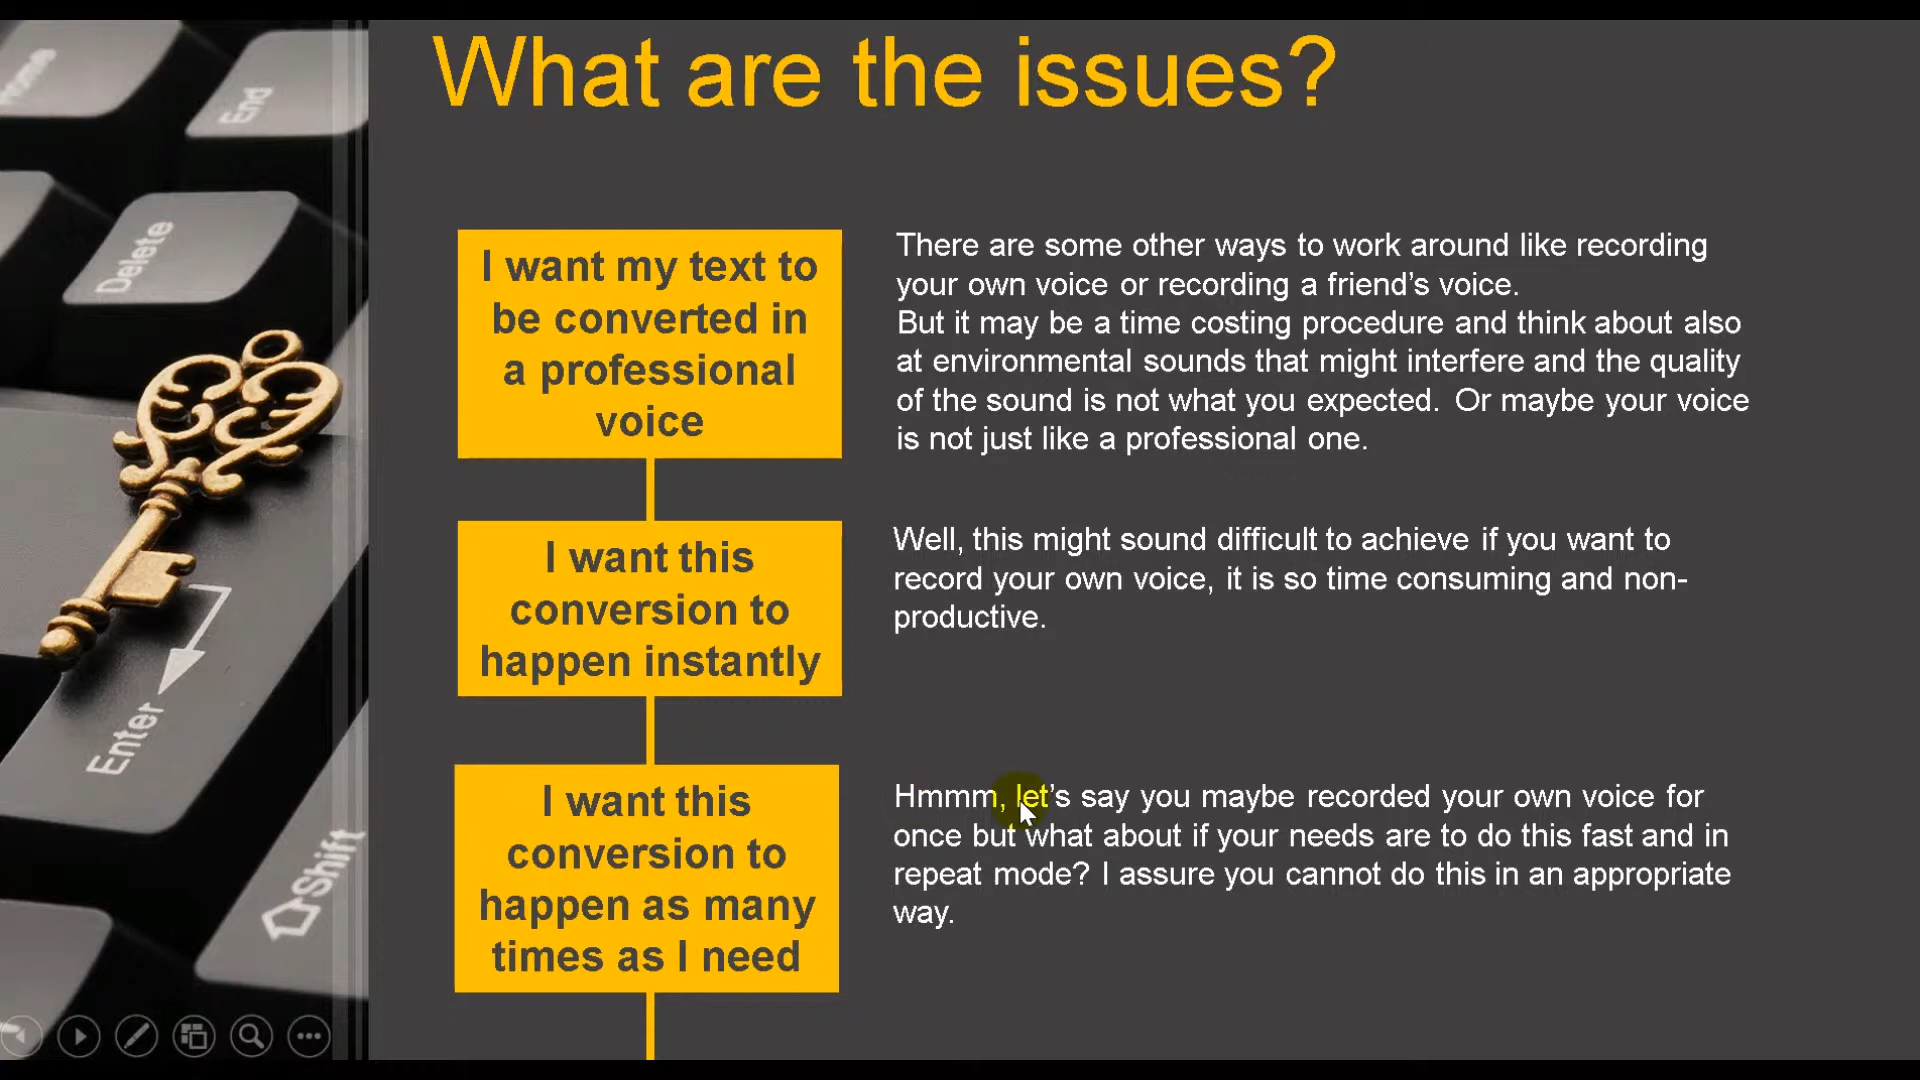 What are the issues?
I want my text to
be converted in
a professional
voice
There are some other ways to work around like recording
your own voice or recording a friend's voice.
But it may be a time costing procedure and think about also
at environmental sounds that might interfere and the quality
of the sound is not what you expected. Or maybe your voice
is not just like a professional one.
I want this
conversion to
happen instantly
Well, this might sound difficult to achieve if you want to
record your own voice, it is so time consuming and non-
productive.
I want this
conversion to
happen as many
times as I need
Hmmm, let's say you maybe recorded your own voice for
once but what about if your needs are to do this fast and in
repeat mode? I assure you cannot do this in an appropriate
way.
Home
End
Delete
Enter
Shift